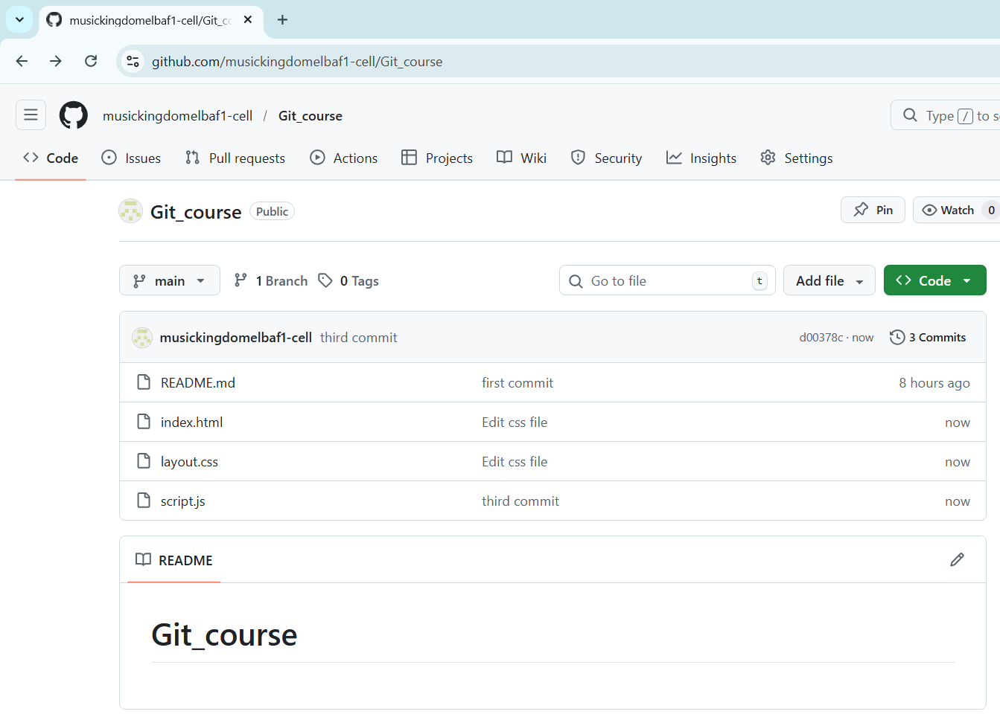 musickingdomelbaf1-cell/Git_c
github.com/musickingdomelbaf1-cell/Git_course
musickingdomelbaf1-cell / Git_course
Type / to s
Code Issues Pull requests Actions Projects Wiki Security Insights Settings
Git_course Public Pin Watch 0
main 1 Branch 0 Tags Go to file t Add file Code
musickingdomelbaf1-cell third commit d00378c · now 3 Commits
README.md first commit 8 hours ago
index.html Edit css file now
layout.css Edit css file now
script.js third commit now
README
Git_course